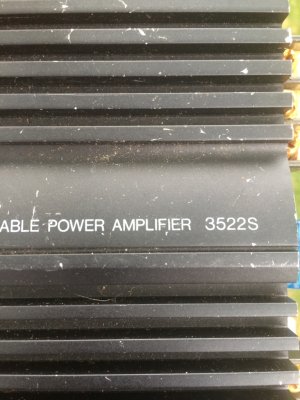 ABLE POWER AMPLIFIER 3522S